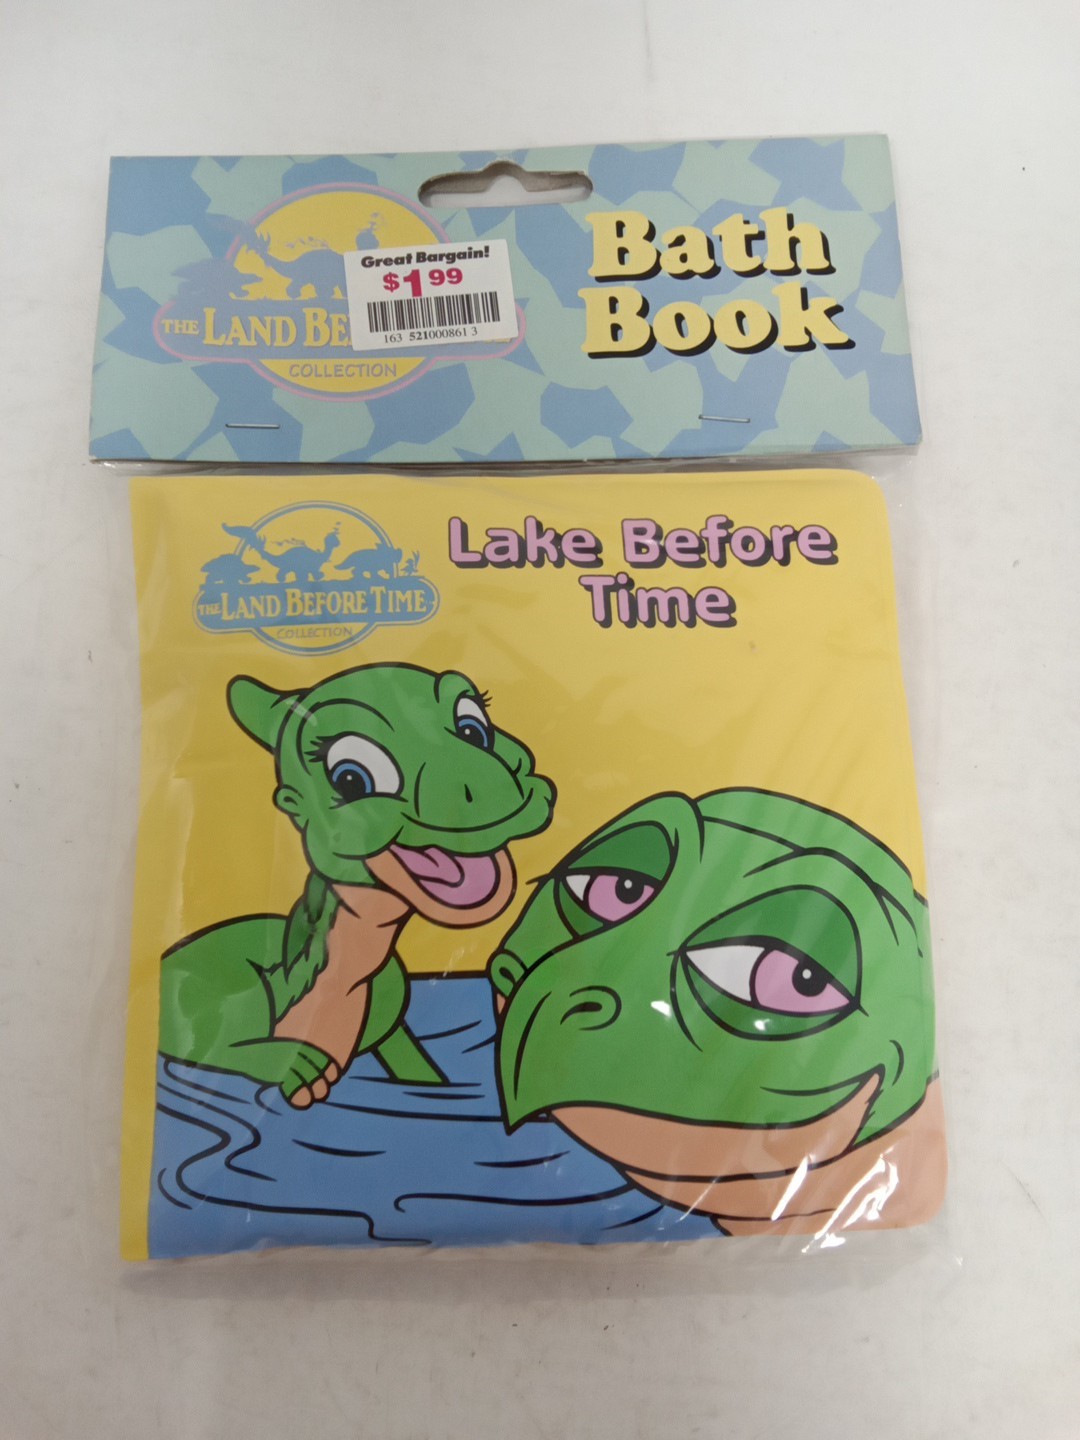 Great Bargain!
$1.99
163 521000861 3
THE LAND BE
COLLECTION
Bath
Book
Lake Before
Time
THE LAND BEFORE TIME
COLLECTION